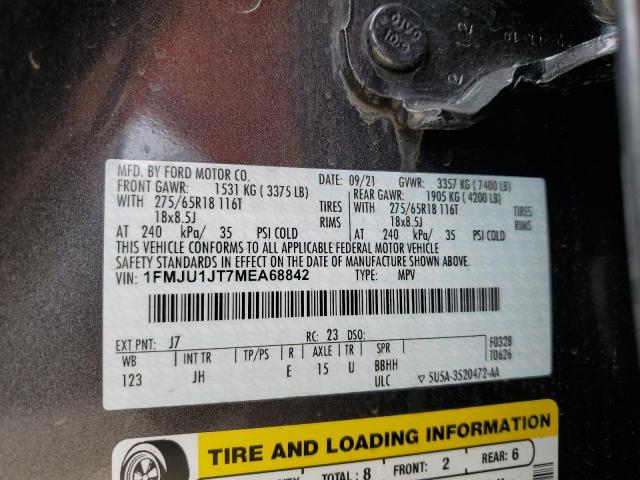 MFD. BY FORD MOTOR CO.
DATE: 09/21 GVWR: 3357 KG (7400 LB)
FRONT GAWR: 1531 KG (3375 LB) REAR GAWR: 1905 KG (4200 LB)
WITH 275/65R18 116T TIRES WITH 275/65R18 116T TIRES
18x8.5J RIMS 18x8.5J RIMS
AT 240 kPa/ 35 PSI COLD AT 240 kPa/ 35 PSI COLD
THIS VEHICLE CONFORMS TO ALL APPLICABLE FEDERAL MOTOR VEHICLE
SAFETY STANDARDS IN EFFECT ON THE DATE OF MANUFACTURE SHOWN ABOVE.
VIN: 1FMJU1JT7MEA68842 TYPE: MPV
EXT PNT: J7 RC: 23 DSO: F0328
WB INT TR TP/PS R AXLE TR SPR T0626
123 JH E 15 U BBHH
ULC ▽ 5U5A-3520472-AA
TIRE AND LOADING INFORMATION
TOTAL: 8 FRONT: 2 REAR: 6